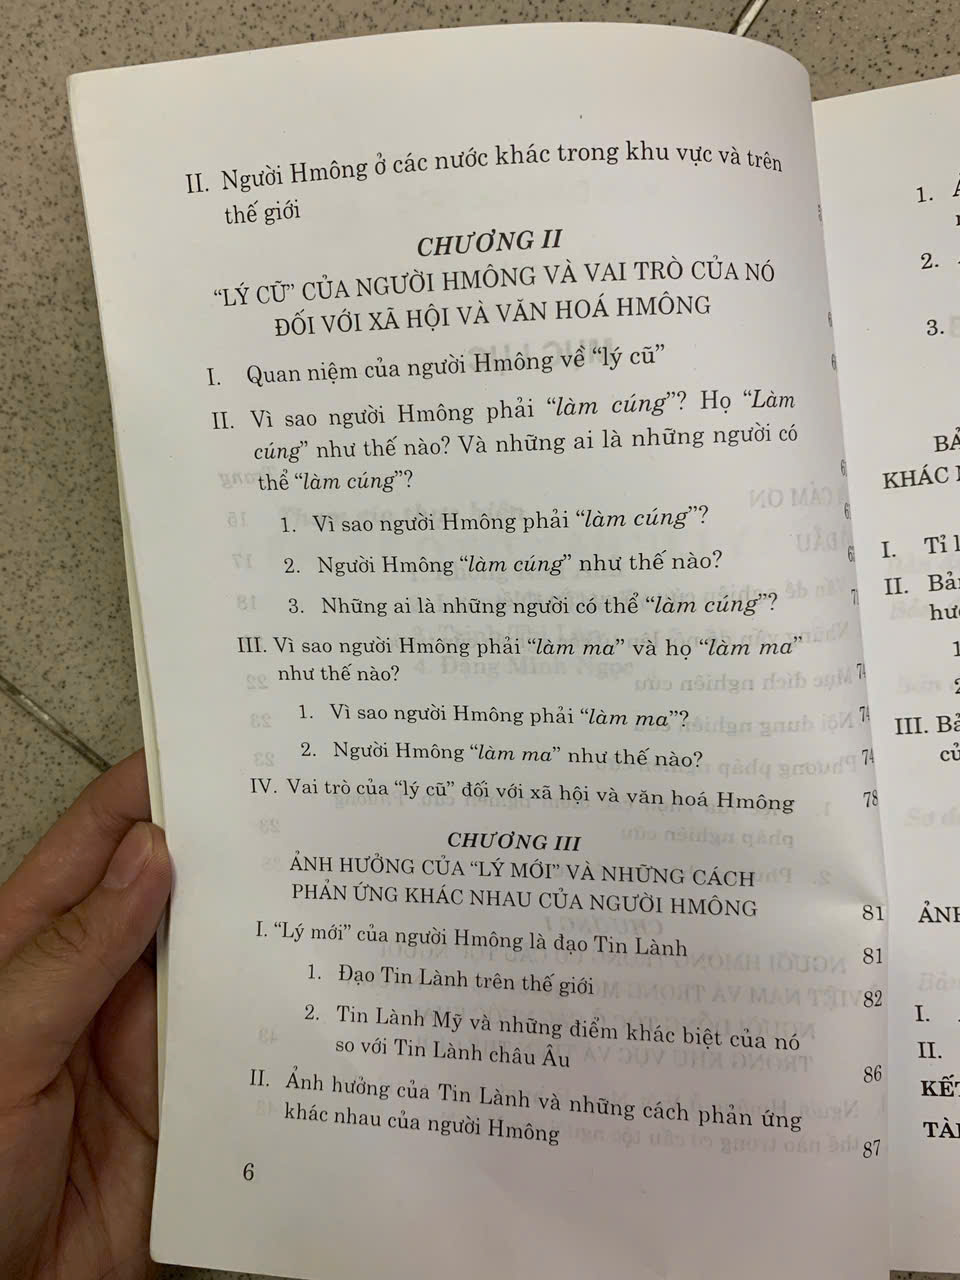 II. Người Hmông ở các nước khác trong khu vực và trên
thế giới
CHƯƠNG II
“LÝ CŨ” CỦA NGƯỜI HMÔNG VÀ VAI TRÒ CỦA NÓ
ĐỐI VỚI XÃ HỘI VÀ VĂN HOÁ HMÔNG
I. Quan niệm của người Hmông về “lý cũ”
II. Vì sao người Hmông phải “làm cúng”? Họ “Làm
cúng” như thế nào? Và những ai là những người có
thể “làm cúng”?
1. Vì sao người Hmông phải “làm cúng”?
2. Người Hmông “làm cúng” như thế nào?
3. Những ai là những người có thể “làm cúng”?
III. Vì sao người Hmông phải “làm ma” và họ “làm ma”
như thế nào? 74
1. Vì sao người Hmông phải “làm ma”? 74
2. Người Hmông “làm ma” như thế nào? 74
IV. Vai trò của “lý cũ” đối với xã hội và văn hoá Hmông 78
CHƯƠNG III
ẢNH HƯỞNG CỦA “LÝ MỚI” VÀ NHỮNG CÁCH
PHẢN ỨNG KHÁC NHAU CỦA NGƯỜI HMÔNG 81
I. “Lý mới” của người Hmông là đạo Tin Lành 81
1. Đạo Tin Lành trên thế giới 82
2. Tin Lành Mỹ và những điểm khác biệt của nó
so với Tin Lành châu Âu 86
II. Ảnh hưởng của Tin Lành và những cách phản ứng
khác nhau của người Hmông 87
6
1.
2.
3.
KHÁC
I.
II.
III.
I.
II.